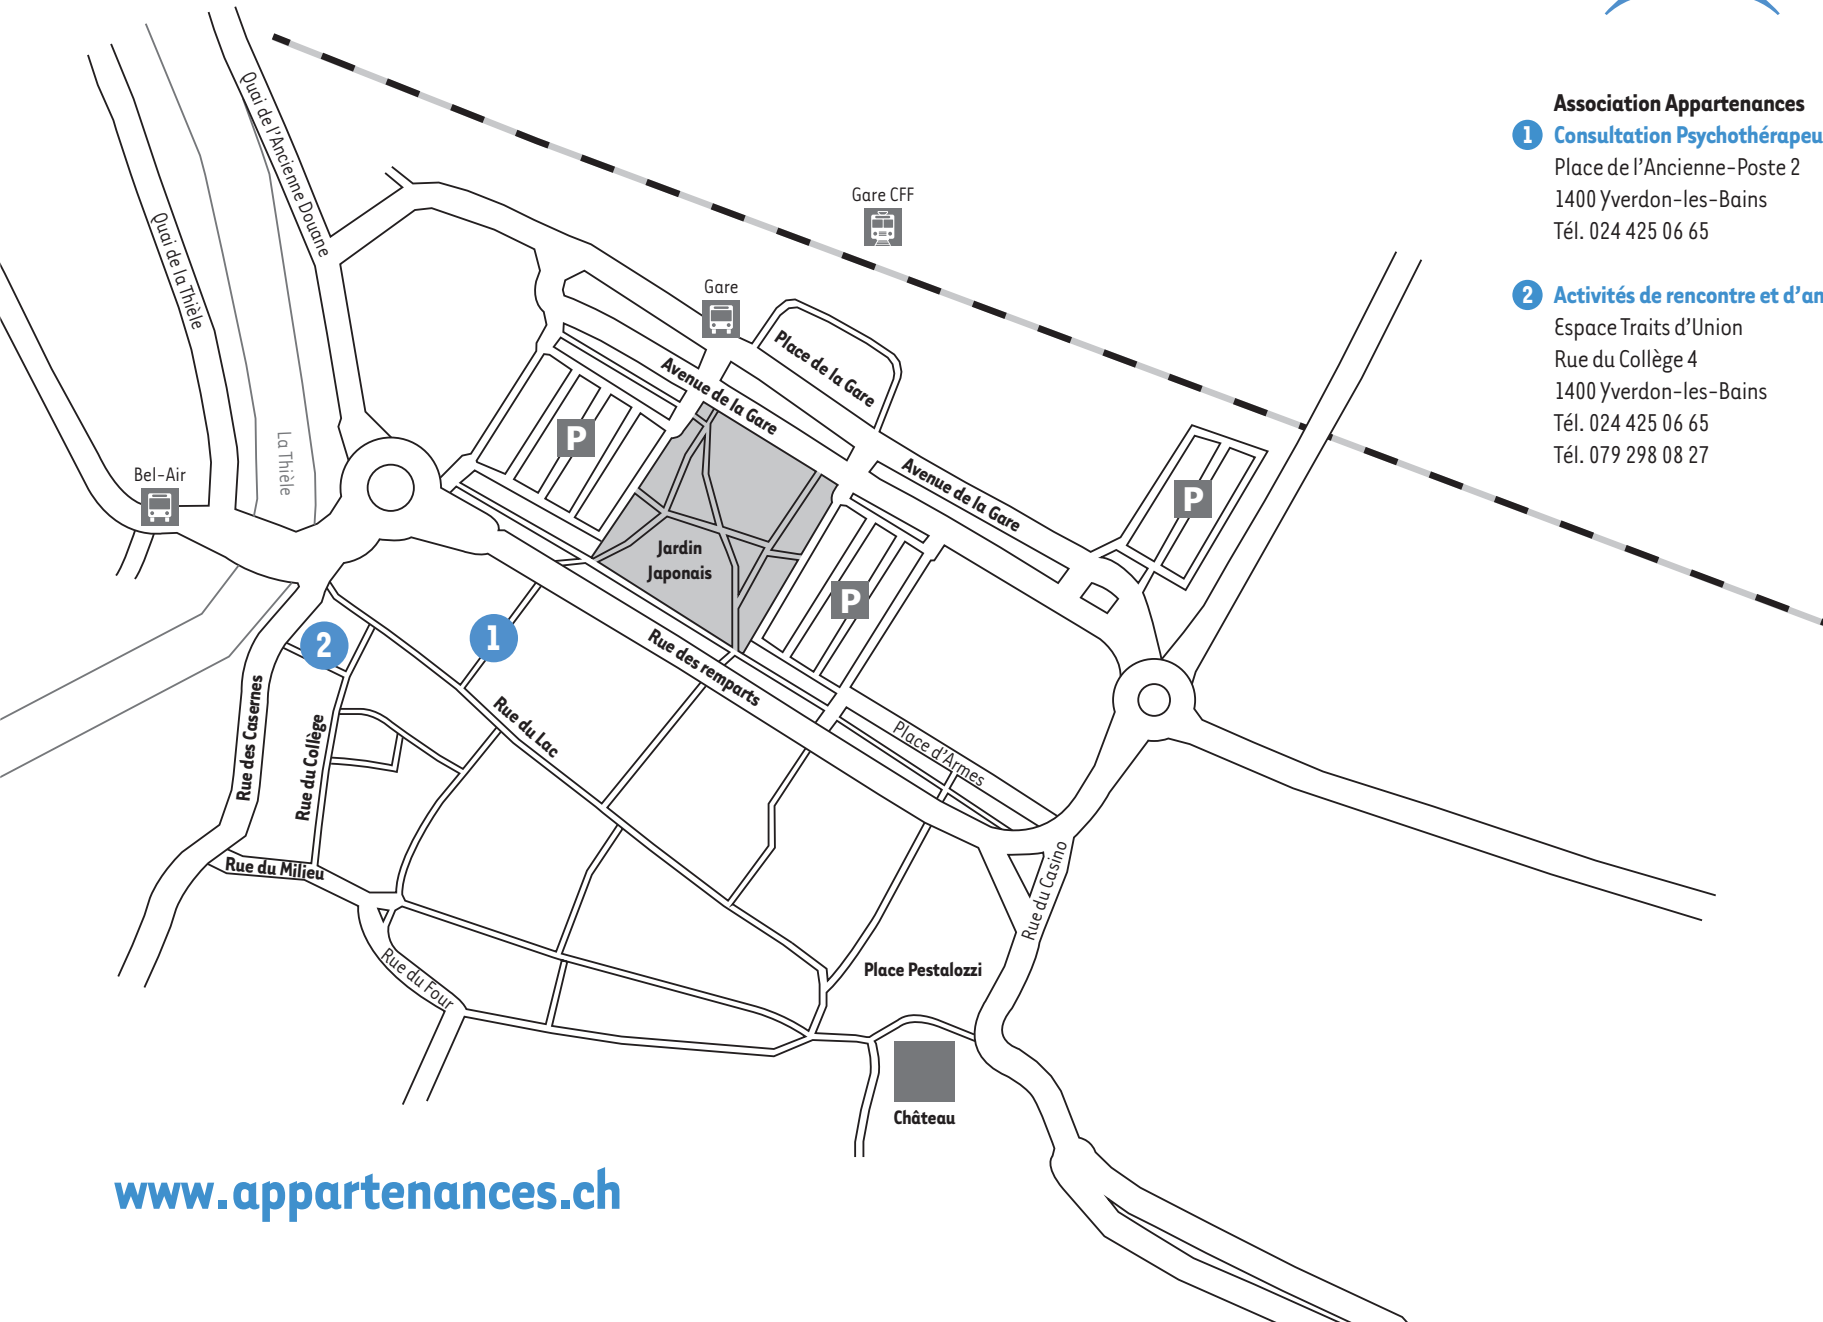 Association Appartenances
1 Consultation Psychothérapeu
Place de l'Ancienne-Poste 2
1400 Yverdon-les-Bains
Tél. 024 425 06 65
2 Activités de rencontre et d'an
Espace Traits d'Union
Rue du Collège 4
1400 Yverdon-les-Bains
Tél. 024 425 06 65
Tél. 079 298 08 27
Quai de l'Ancienne Douane
Quai de la Thièle
La Thièle
Gare CFF
Gare
Place de la Gare
Avenue de la Gare
Avenue de la Gare
P
P
P
Bel-Air
Jardin
Japonais
1
2
Rue des remparts
Rue du Lac
Place d'Armes
Rue des Casernes
Rue du Collège
Rue du Milieu
Rue du Four
Rue du Casino
Place Pestalozzi
Château
www.appartenances.ch